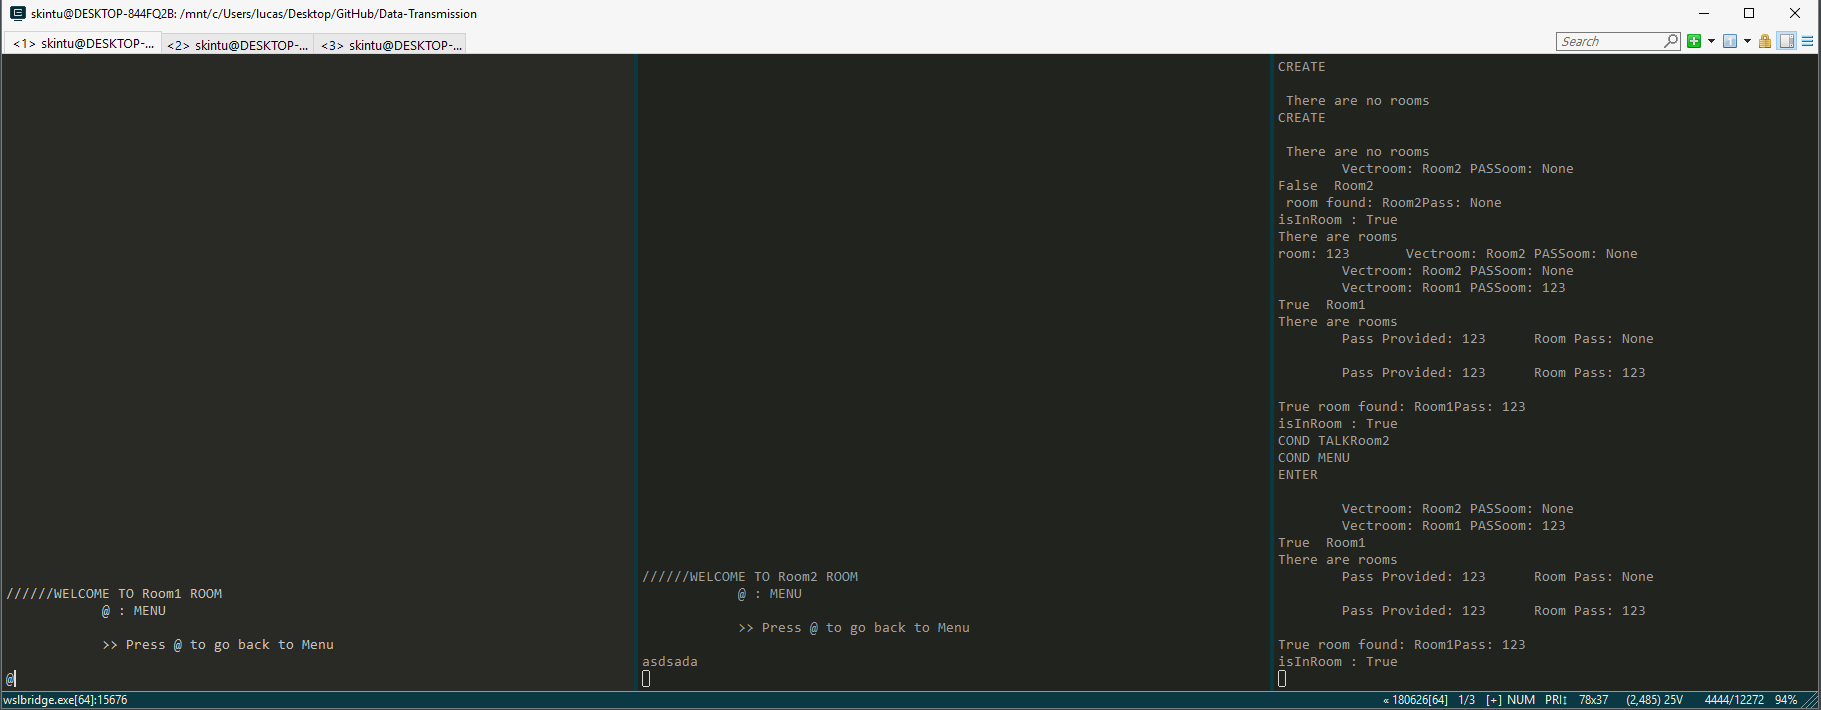 skintu@DESKTOP-844FQ2B: /mnt/c/Users/lucas/Desktop/GitHub/Data-Transmission
<1> skintu@DESKTOP-... <2> skintu@DESKTOP-... <3> skintu@DESKTOP-... Search
//////WELCOME TO Room1 ROOM
@ : MENU
>> Press @ to go back to Menu
@
//////WELCOME TO Room2 ROOM
@ : MENU
>> Press @ to go back to Menu
asdsada
CREATE
There are no rooms
CREATE
There are no rooms
Vectroom: Room2 PASSoom: None
False  Room2
room found: Room2Pass: None
isInRoom : True
There are rooms
room: 123       Vectroom: Room2 PASSoom: None
Vectroom: Room2 PASSoom: None
Vectroom: Room1 PASSoom: 123
True  Room1
There are rooms
Pass Provided: 123      Room Pass: None
Pass Provided: 123      Room Pass: 123
True room found: Room1Pass: 123
isInRoom : True
COND TALKRoom2
COND MENU
ENTER
Vectroom: Room2 PASSoom: None
Vectroom: Room1 PASSoom: 123
True  Room1
There are rooms
Pass Provided: 123      Room Pass: None
Pass Provided: 123      Room Pass: 123
True room found: Room1Pass: 123
isInRoom : True
wslbridge.exe[64]:15676 « 180626[64] 1/3 [+] NUM PRI↕ 78x37 (2,485) 25V 4444/12272 94%